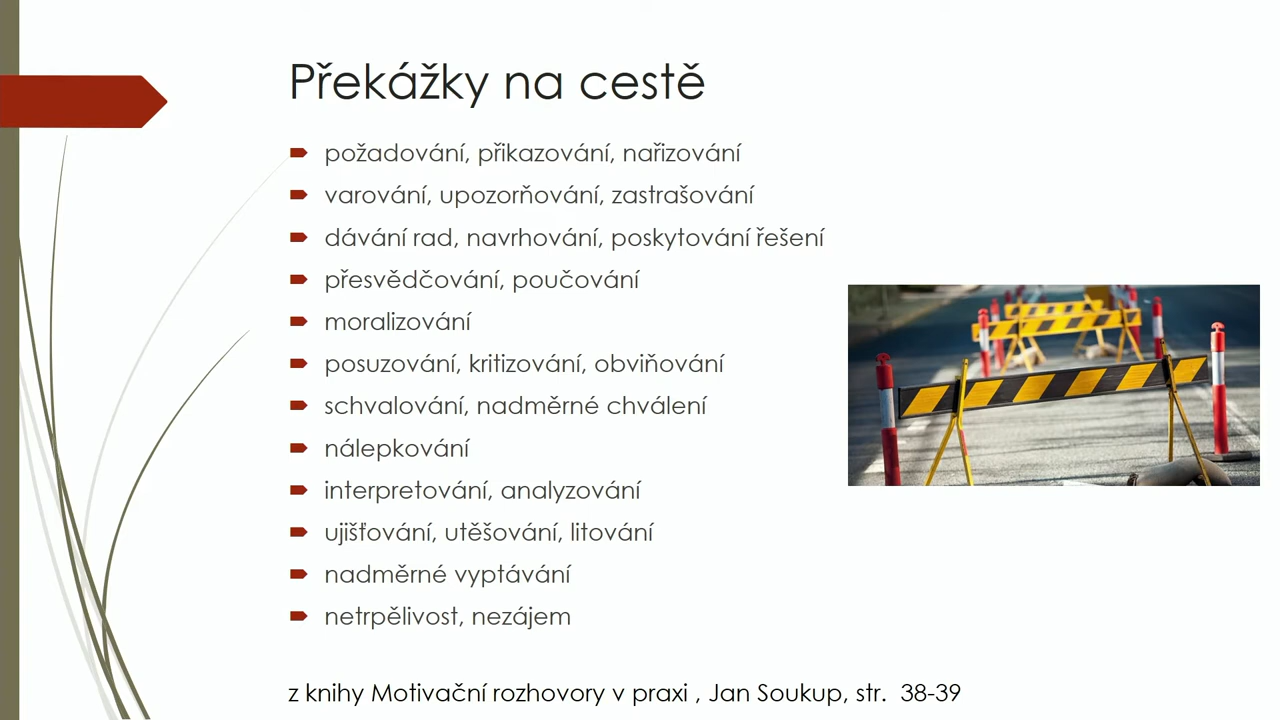 Překážky na cestě
požadování, přikazování, nařizování
varování, upozorňování, zastrašování
dávání rad, navrhování, poskytování řešení
přesvědčování, poučování
moralizování
posuzování, kritizování, obviňování
schvalování, nadměrné chválení
nálepkování
interpretování, analyzování
ujišťování, utěšování, litování
nadměrné vyptávání
netrpělivost, nezájem
z knihy Motivační rozhovory v praxi , Jan Soukup, str. 38-39